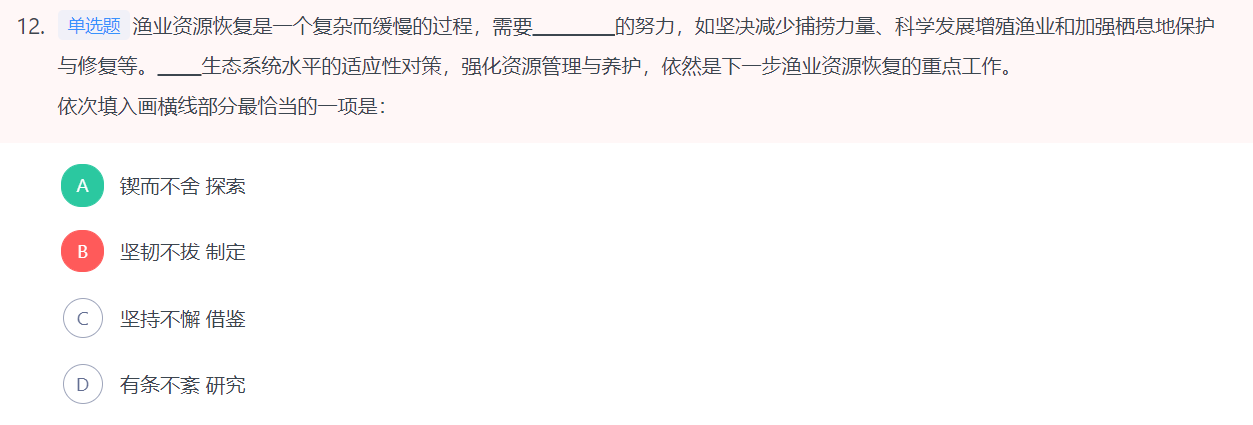 12. 单选题 渔业资源恢复是一个复杂而缓慢的过程，需要________的努力，如坚决减少捕捞力量、科学发展增殖渔业和加强栖息地保护
与修复等。____生态系统水平的适应性对策，强化资源管理与养护，依然是下一步渔业资源恢复的重点工作。
依次填入画横线部分最恰当的一项是：
A 锲而不舍 探索
B 坚韧不拔 制定
C 坚持不懈 借鉴
D 有条不紊 研究